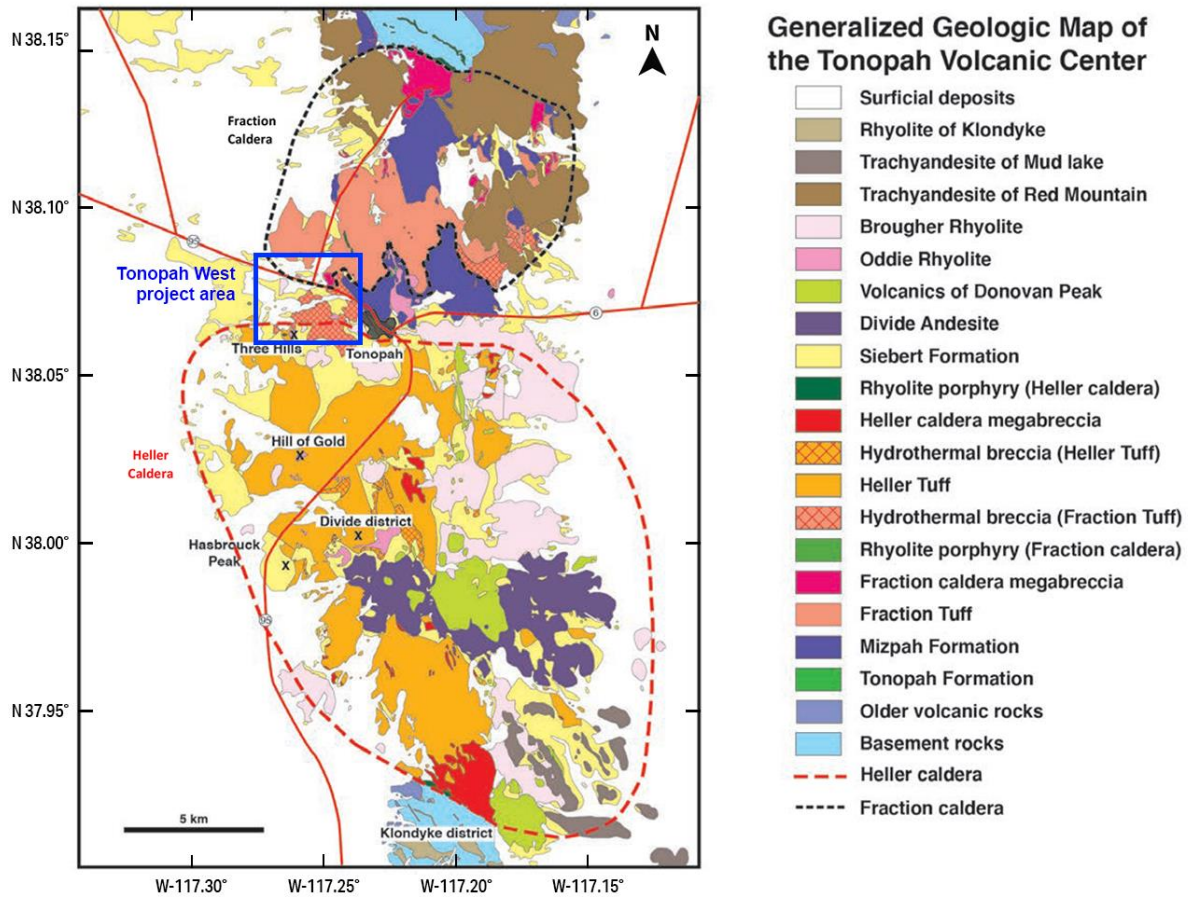 Generalized Geologic Map of
the Tonopah Volcanic Center
N 38.15°
N 38.10°
N 38.05°
N 38.00°
N 37.95°
W-117.30°
W-117.25°
W-117.20°
W-117.15°
N
Fraction
Caldera
95
Tonopah West
project area
6
Three Hills
X
Tonopah
Hill of Gold
X
Heller
Caldera
Divide district
X
Hasbrouck
Peak
X
95
5 km
Klondyke district
Surficial deposits
Rhyolite of Klondyke
Trachyandesite of Mud lake
Trachyandesite of Red Mountain
Brougher Rhyolite
Oddie Rhyolite
Volcanics of Donovan Peak
Divide Andesite
Siebert Formation
Rhyolite porphyry (Heller caldera)
Heller caldera megabreccia
Hydrothermal breccia (Heller Tuff)
Heller Tuff
Hydrothermal breccia (Fraction Tuff)
Rhyolite porphyry (Fraction caldera)
Fraction caldera megabreccia
Fraction Tuff
Mizpah Formation
Tonopah Formation
Older volcanic rocks
Basement rocks
Heller caldera
Fraction caldera